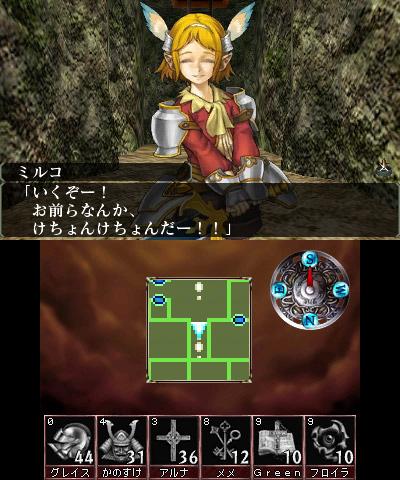 ミルコ
「いくぞー！
お前らなんか、
けちょんけちょんだー！！」
S
E W
N
0 4 3 8 9 9
44 31 36 12 10 10
グレイス かのすけ アルナ メメ Green フロイラ